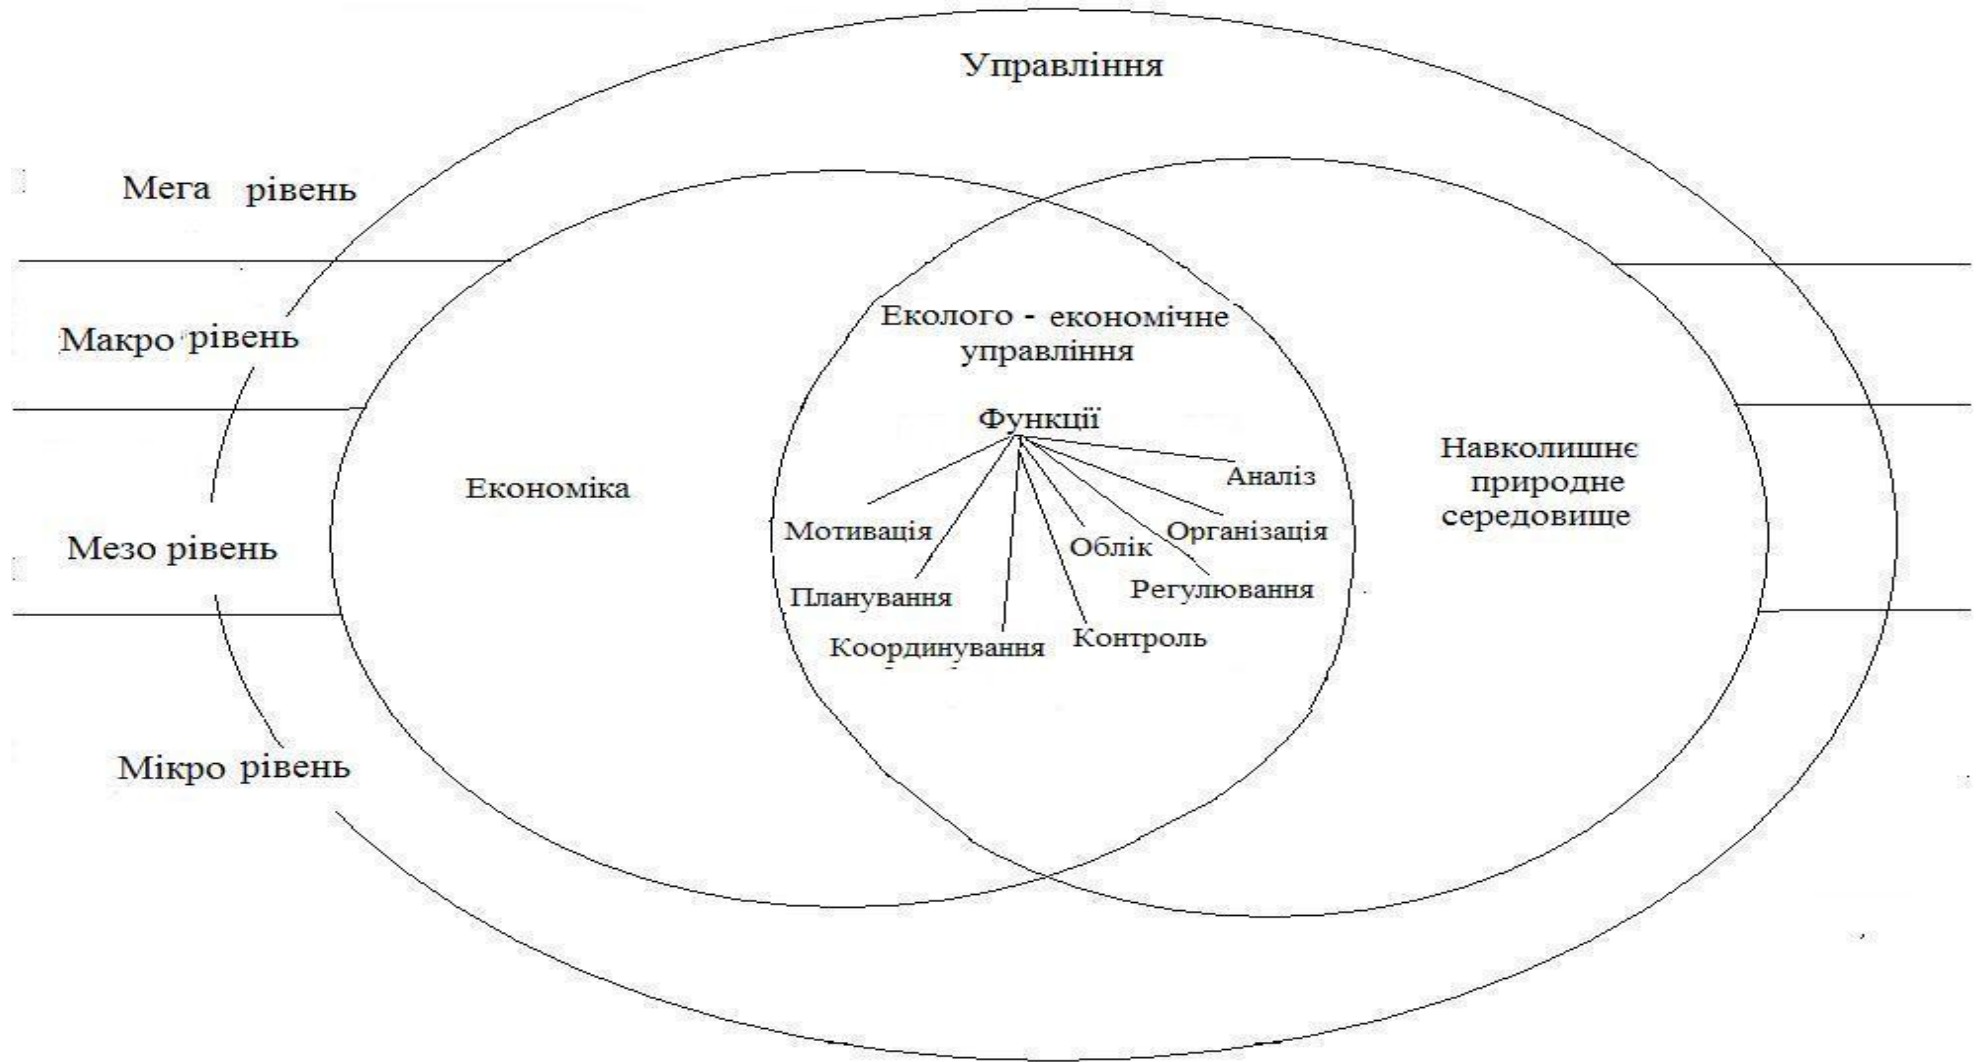 Управління
Мега рівень
Макро рівень
Еколого - економічне
управління
Функції
Економіка
Навколишнє
природне
середовище
Аналіз
Мотивація
Організація
Облік
Мезо рівень
Планування
Регулювання
Координування
Контроль
Мікро рівень